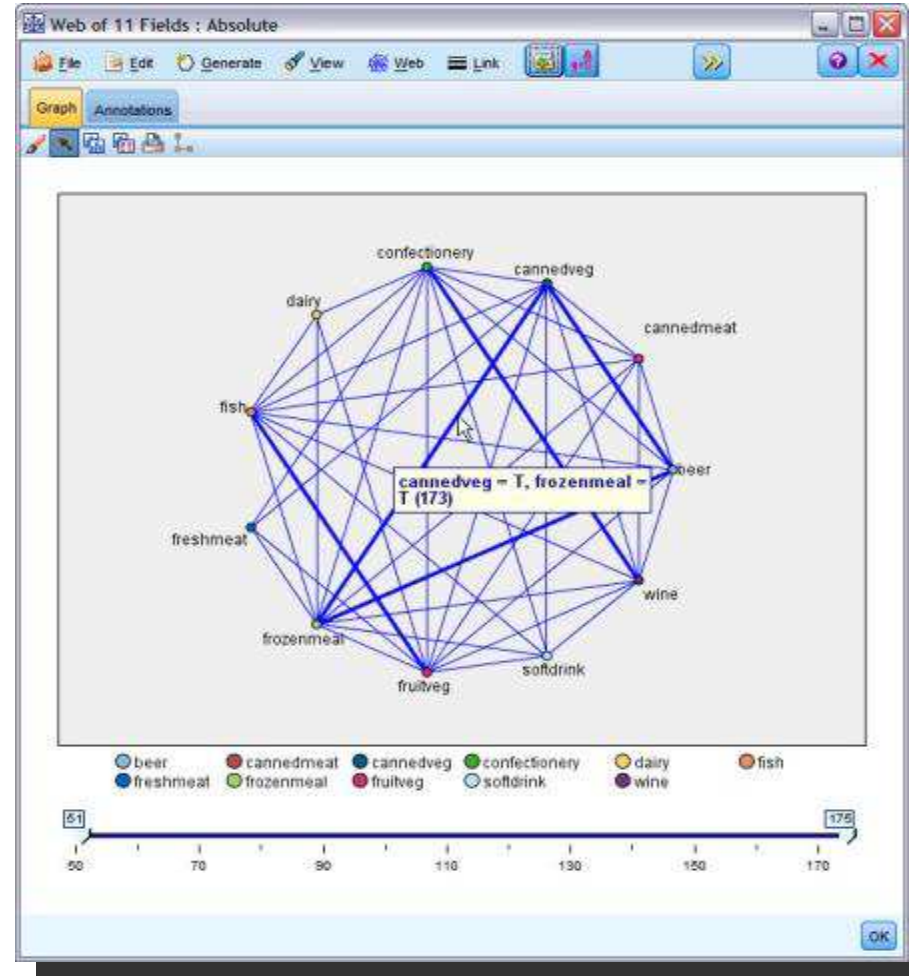 Web of 11 Fields : Absolute
File Edit Generate View Web Link
Graph Annotations
confectionery
cannedveg
dairy
cannedmeat
fish
beer
cannedveg = T, frozenmeal =
T (173)
freshmeat
wine
frozenmeal
softdrink
fruitveg
beer cannedmeat cannedveg confectionery dairy fish
freshmeat frozenmeal fruitveg softdrink wine
51 175
50 70 90 110 130 150 170
OK